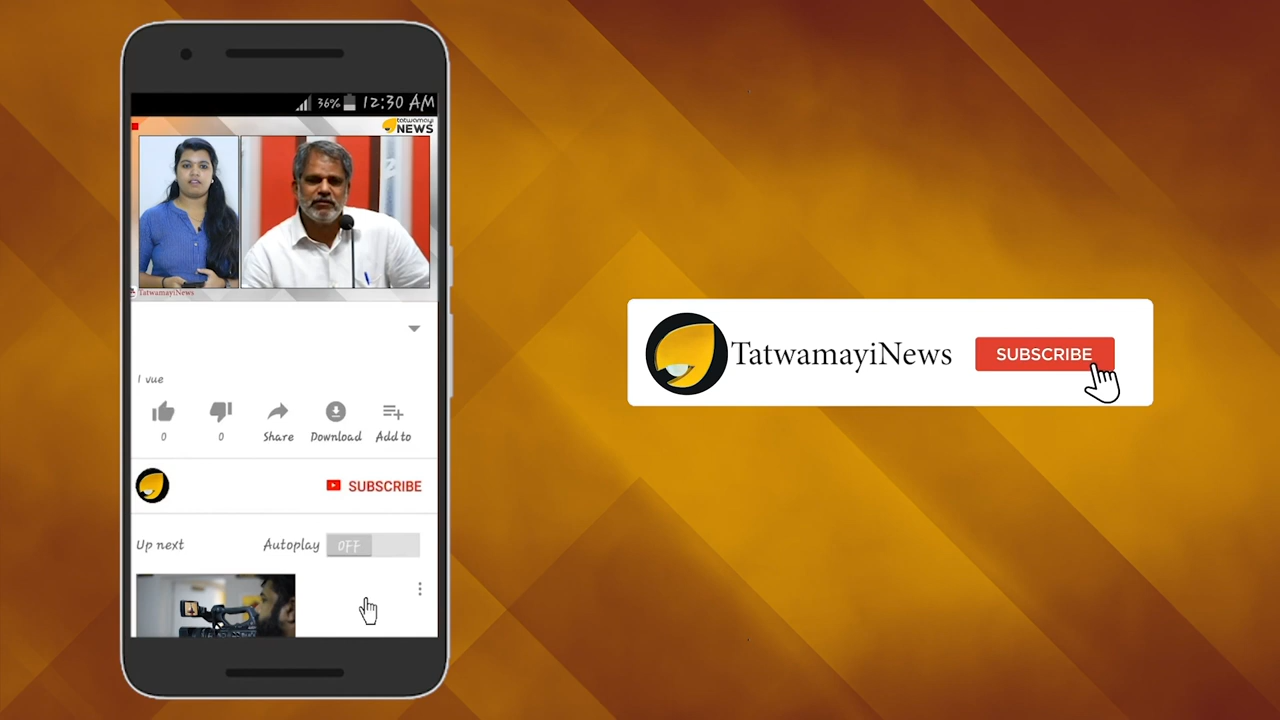 36% 12:30 AM
tatwamayi
NEWS
TatwamayiNews
1 vue
0 0 Share Download Add to
SUBSCRIBE
Up next Autoplay OFF
TatwamayiNews SUBSCRIBE